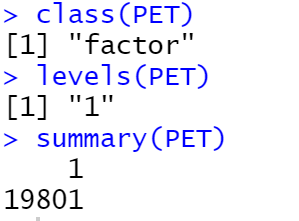 > class(PET)
[1] "factor"
> levels(PET)
[1] "1"
> summary(PET)
    1
19801